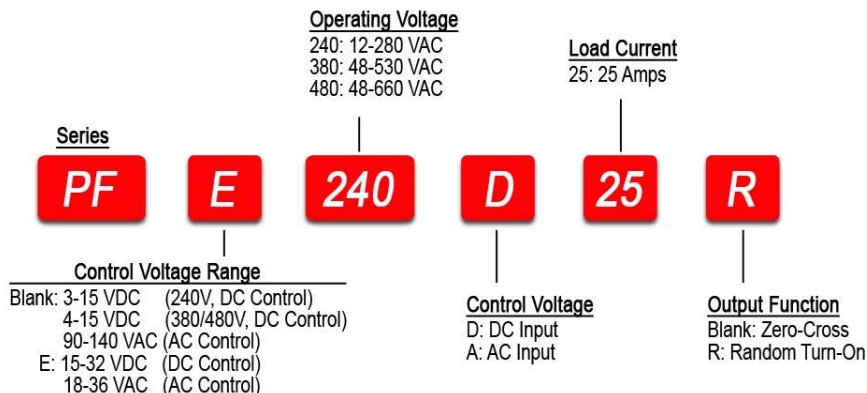 Operating Voltage
240: 12-280 VAC
380: 48-530 VAC
480: 48-660 VAC
Load Current
25: 25 Amps
Series
PF E 240 D 25 R
Control Voltage Range
Blank: 3-15 VDC (240V, DC Control)
4-15 VDC (380/480V, DC Control)
90-140 VAC (AC Control)
E: 15-32 VDC (DC Control)
18-36 VAC (AC Control)
Control Voltage
D: DC Input
A: AC Input
Output Function
Blank: Zero-Cross
R: Random Turn-On